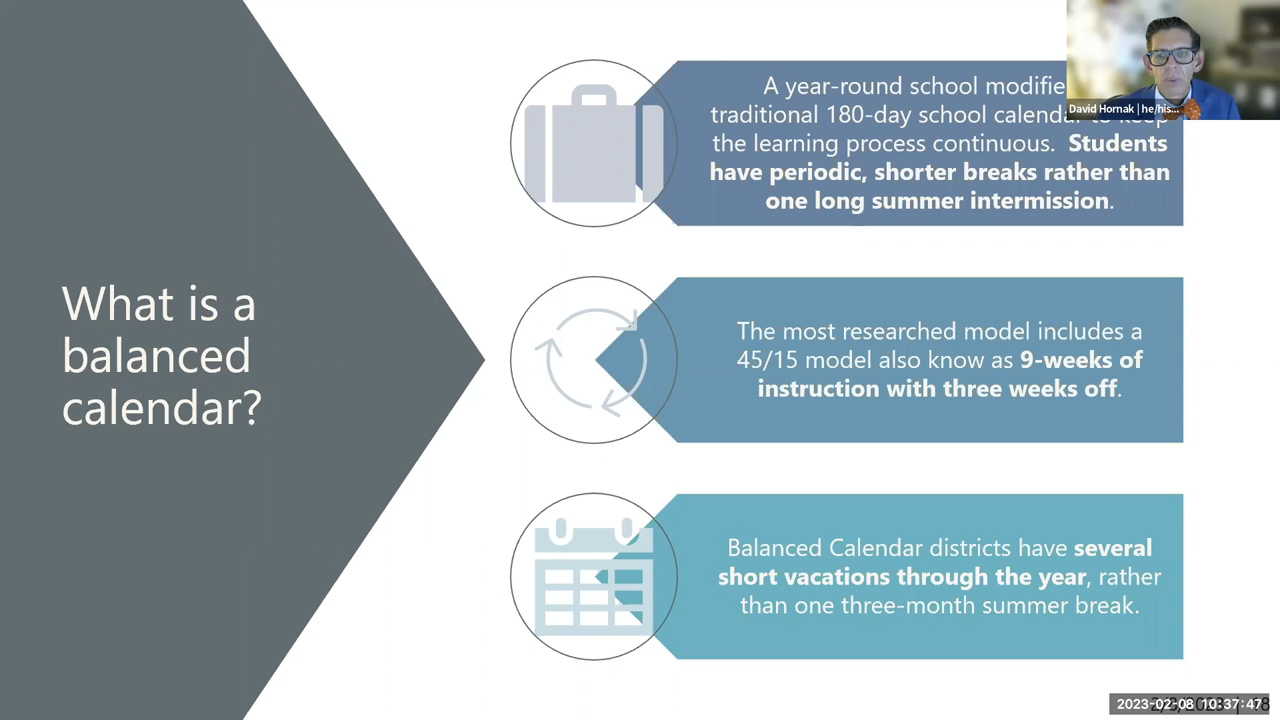 What is a
balanced
calendar?
A year-round school modifie
traditional 180-day school calendar to keep
the learning process continuous. Students
have periodic, shorter breaks rather than
one long summer intermission.
The most researched model includes a
45/15 model also know as 9-weeks of
instruction with three weeks off.
Balanced Calendar districts have several
short vacations through the year, rather
than one three-month summer break.
David Hornak | he/his...
2023-02-08 10:37:47